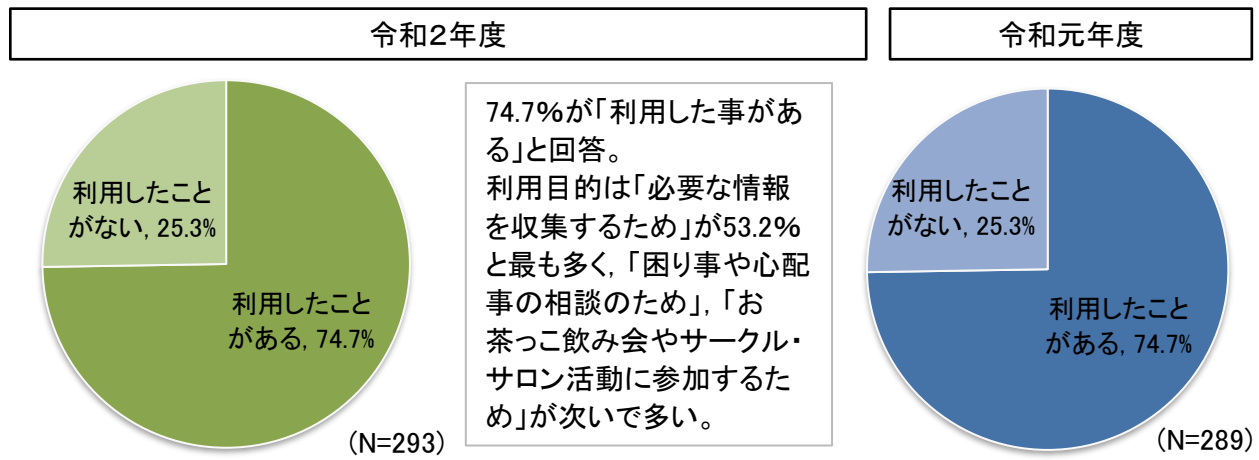 令和2年度
利用したこと
がない, 25.3%
利用したこと
がある, 74.7%
(N=293)
74.7%が「利用した事があ
る」と回答。
利用目的は「必要な情報
を収集するため」が53.2%
と最も多く,「困り事や心配
事の相談のため」,「お
茶っこ飲み会やサークル・
サロン活動に参加するた
め」が次いで多い。
令和元年度
利用したこと
がない, 25.3%
利用したこと
がある, 74.7%
(N=289)